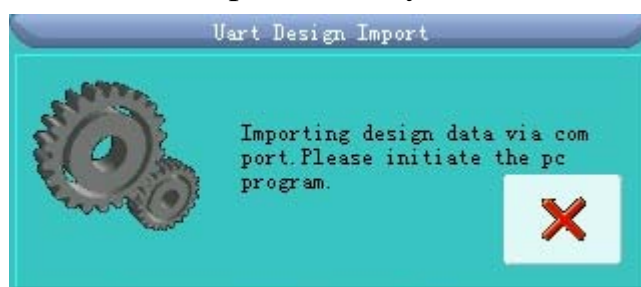 Uart Design Import
Importing design data via com
port.Please initiate the pc
program.